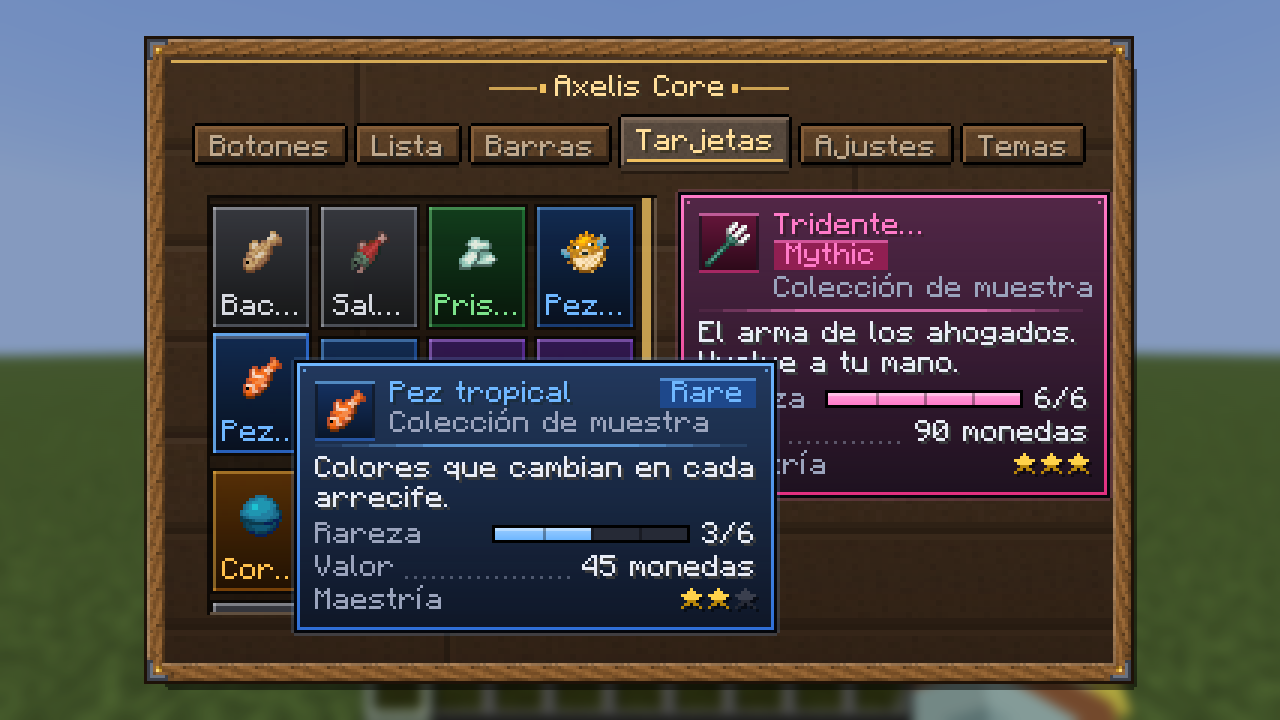 Axelis Core
Botones
Lista
Barras
Tarjetas
Ajustes
Temas
Bac...
Sal...
Pris...
Pez...
Pez..
Cor..
Tridente...
Mythic
Colección de muestra
El arma de los ahogados.
a tu mano.
6/6
90 monedas
Pez tropical
Rare
Colección de muestra
Colores que cambian en cada
arrecife.
Rareza
3/6
Valor
45 monedas
Maestría